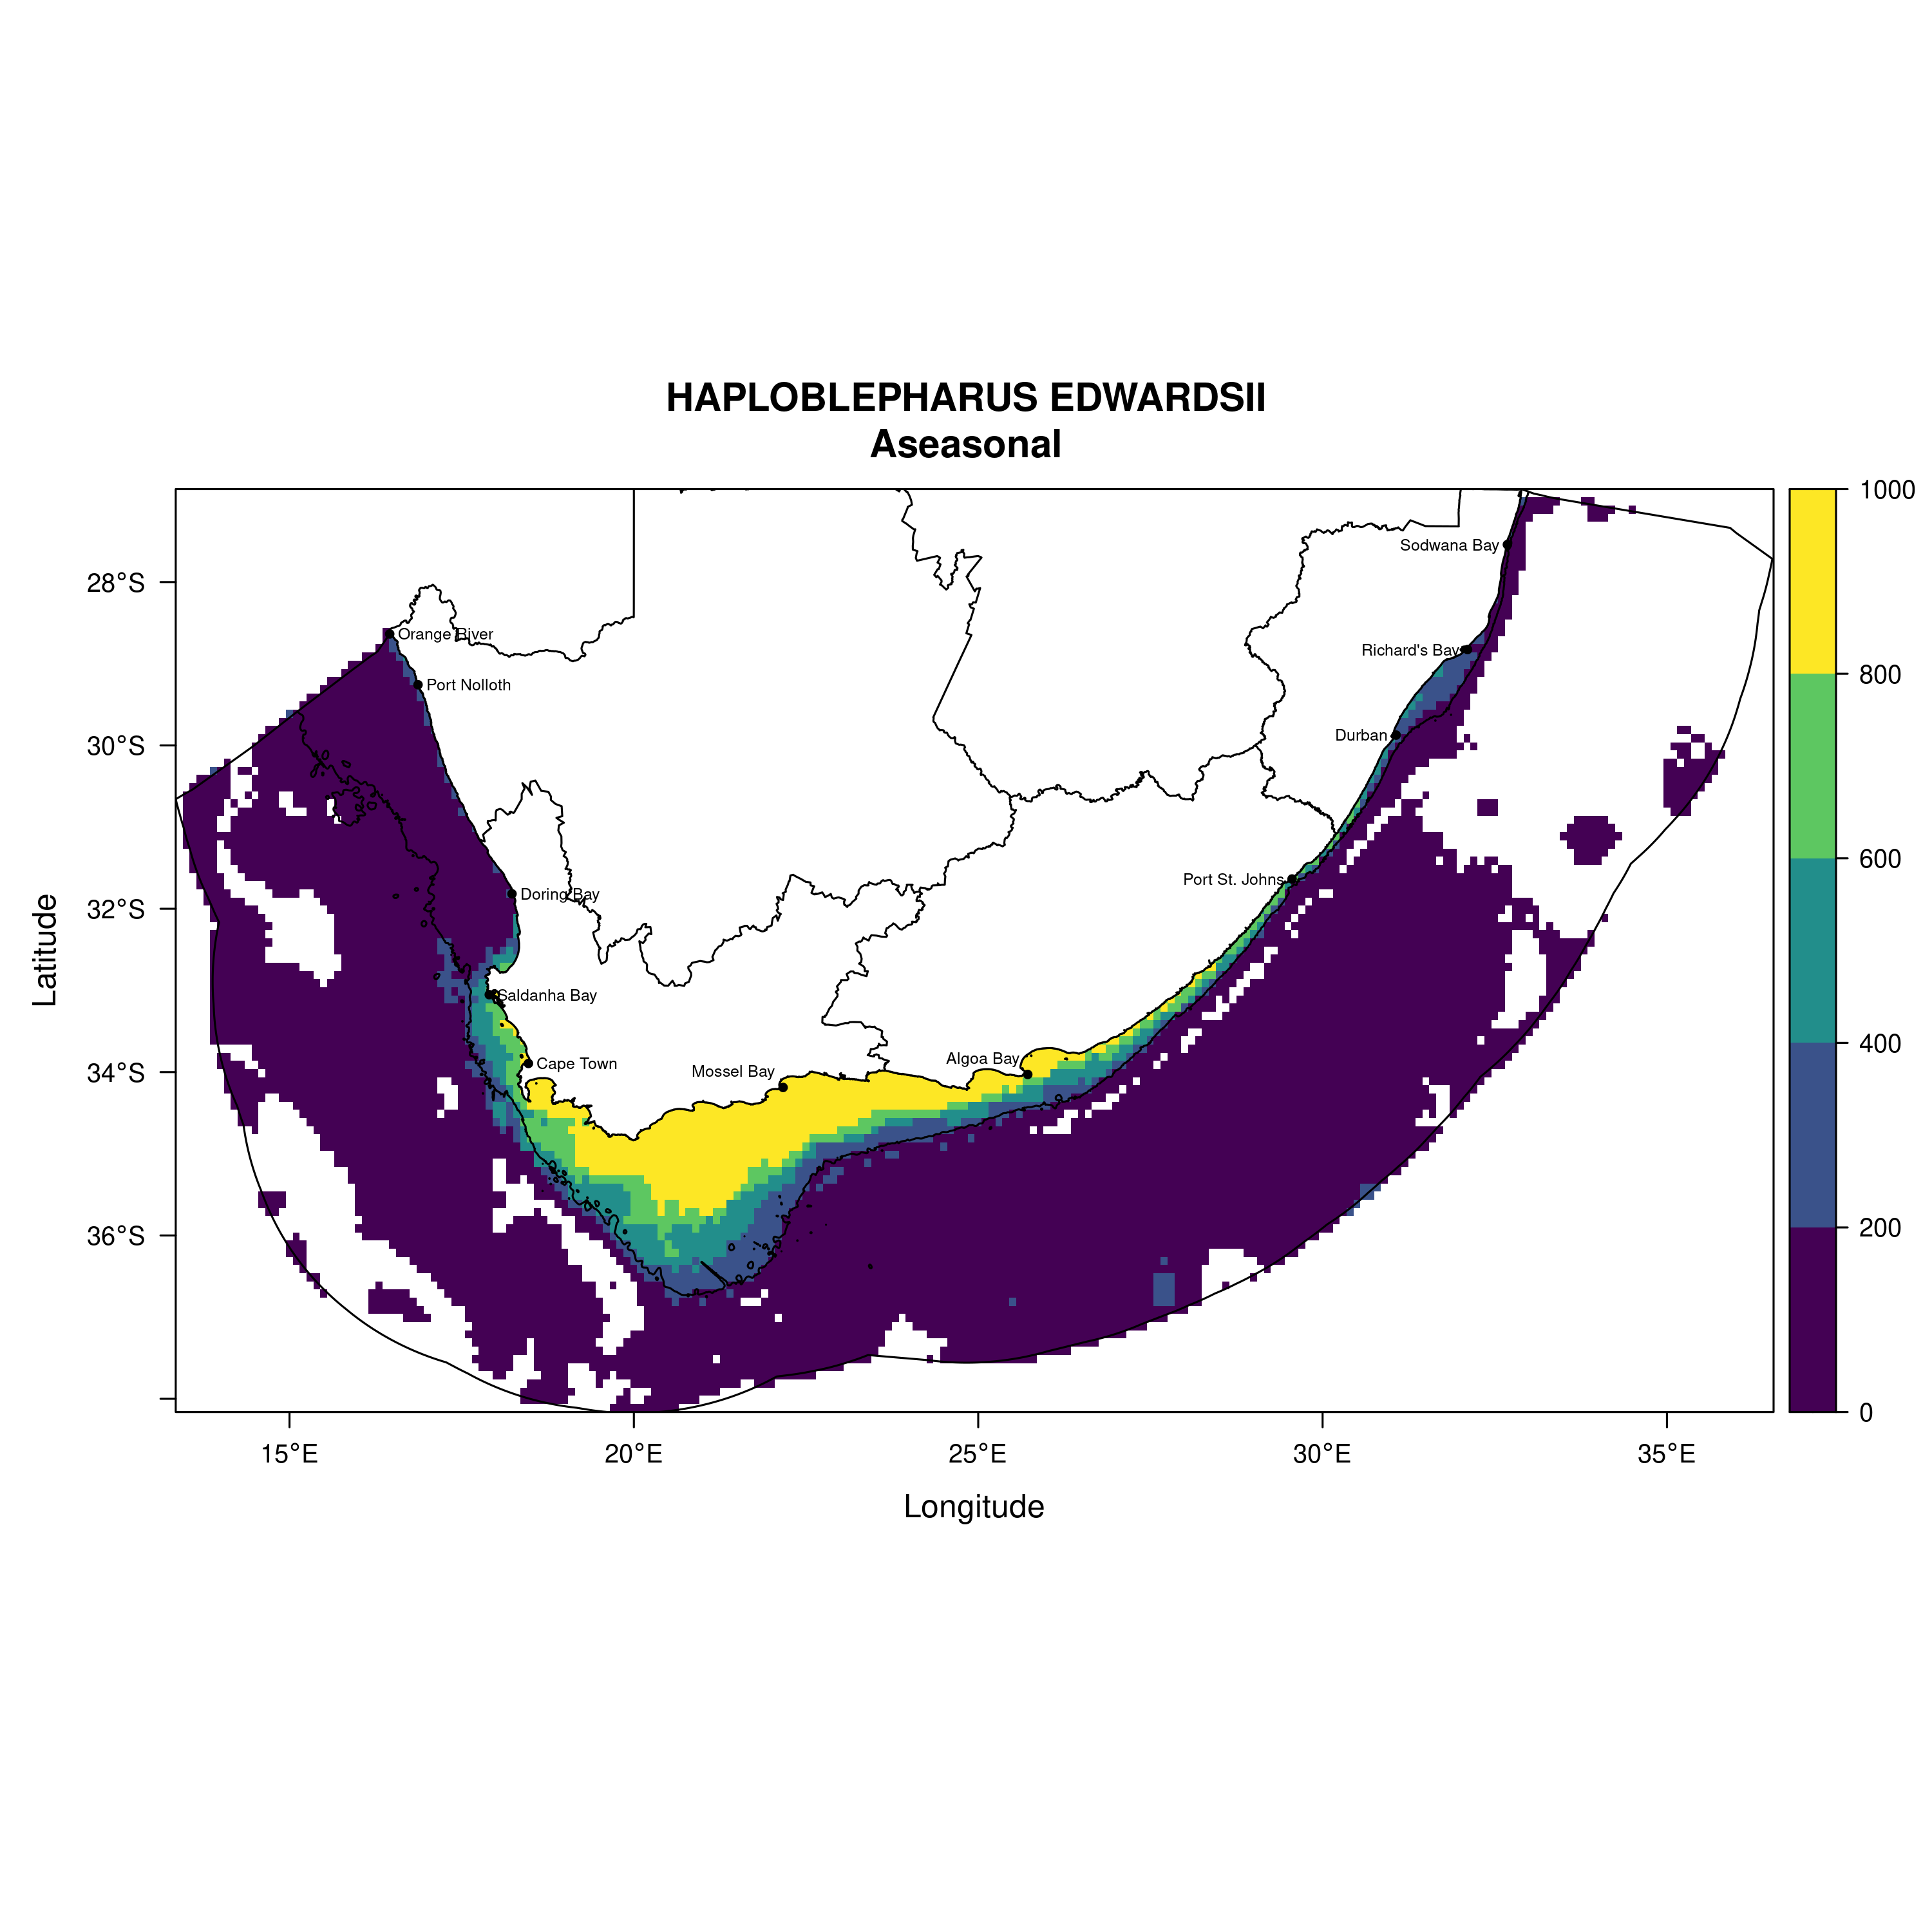 HAPLOBLEPHARUS EDWARDSII
Aseasonal
1000
800
600
400
200
0
28°S
30°S
32°S
34°S
36°S
Latitude
Sodwana Bay
Orange River
Richard's Bay
Port Nolloth
Durban
Port St. Johns
Doring Bay
Saldanha Bay
Algoa Bay
Cape Town
Mossel Bay
15°E
20°E
25°E
30°E
35°E
Longitude